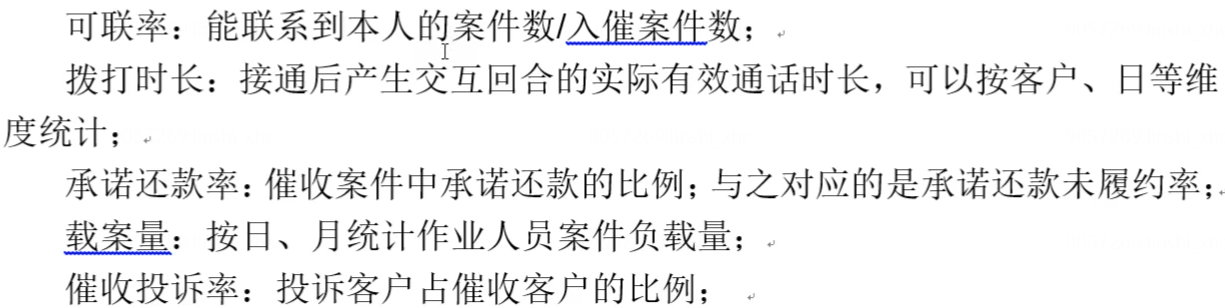 可联率：能联系到本人的案件数/入催案件数；
拨打时长：接通后产生交互回合的实际有效通话时长，可以按客户、日等维
度统计；
承诺还款率：催收案件中承诺还款的比例；与之对应的是承诺还款未履约率；
载案量：按日、月统计作业人员案件负载量；
催收投诉率：投诉客户占催收客户的比例；